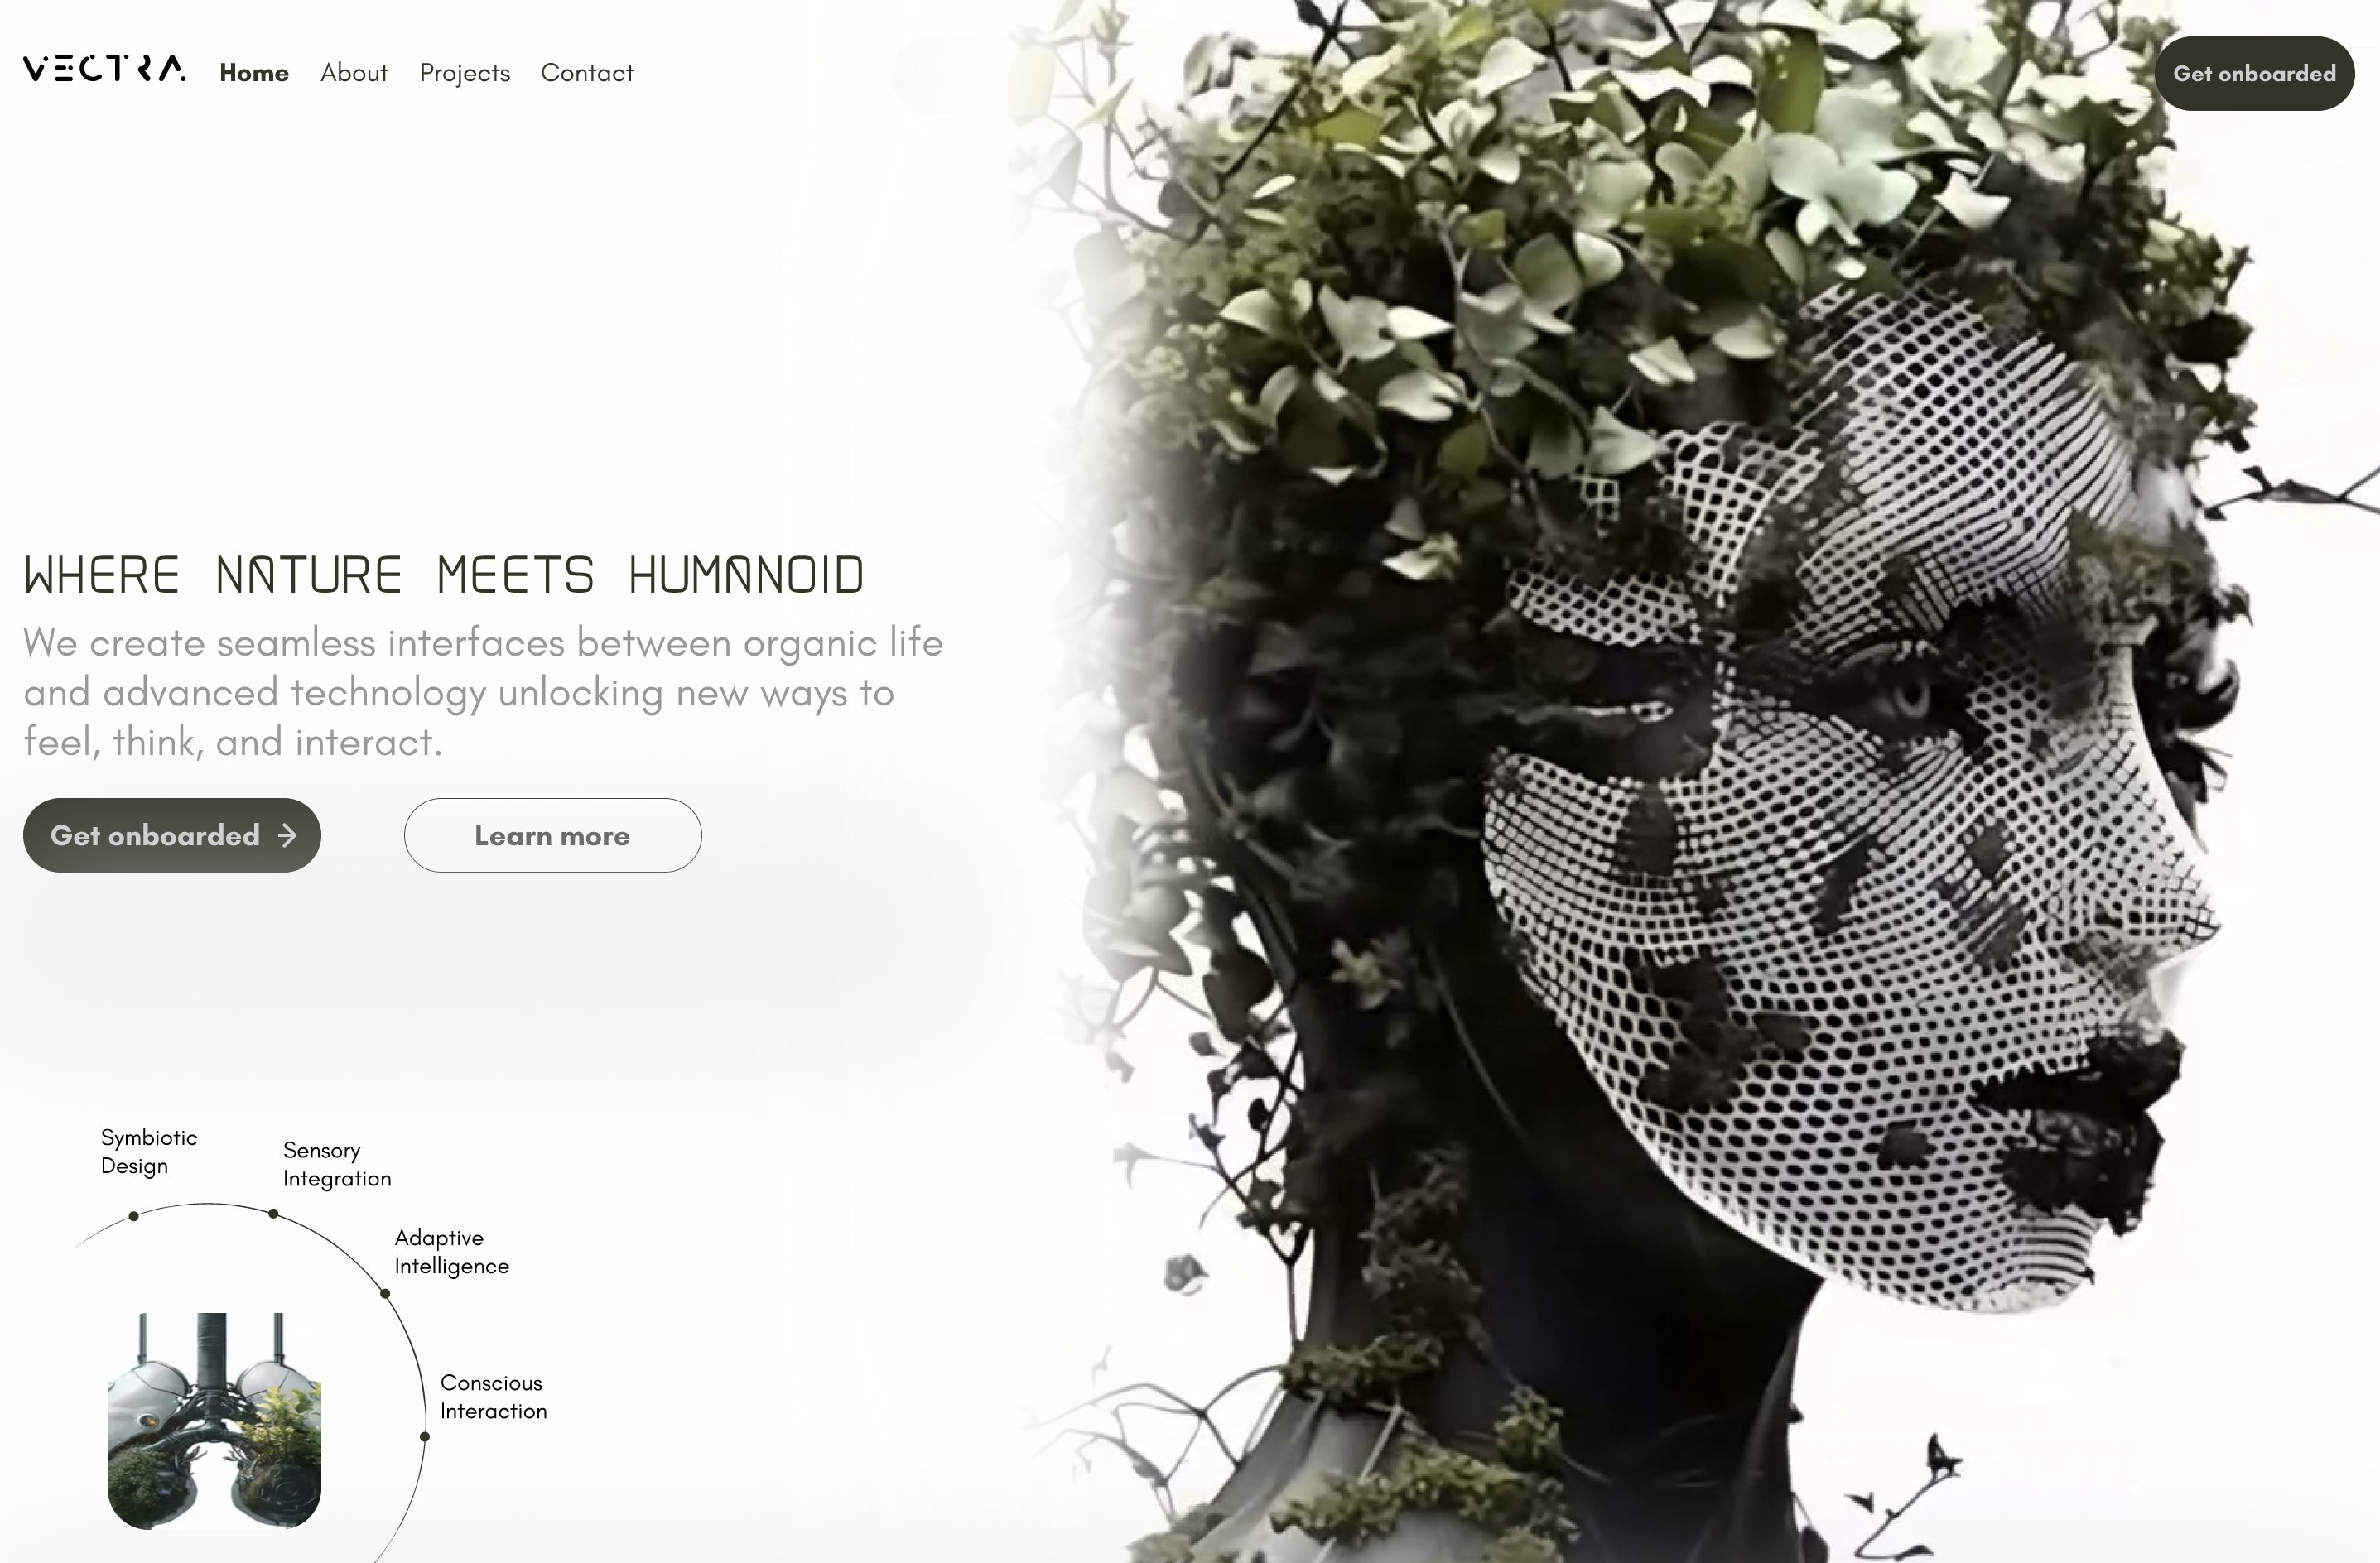 VECTRA.
Home About Projects Contact
Get onboarded
WHERE NATURE MEETS HUMANOID
We create seamless interfaces between organic life
and advanced technology unlocking new ways to
feel, think, and interact.
Get onboarded →
Learn more
Symbiotic
Design
Sensory
Integration
Adaptive
Intelligence
Conscious
Interaction